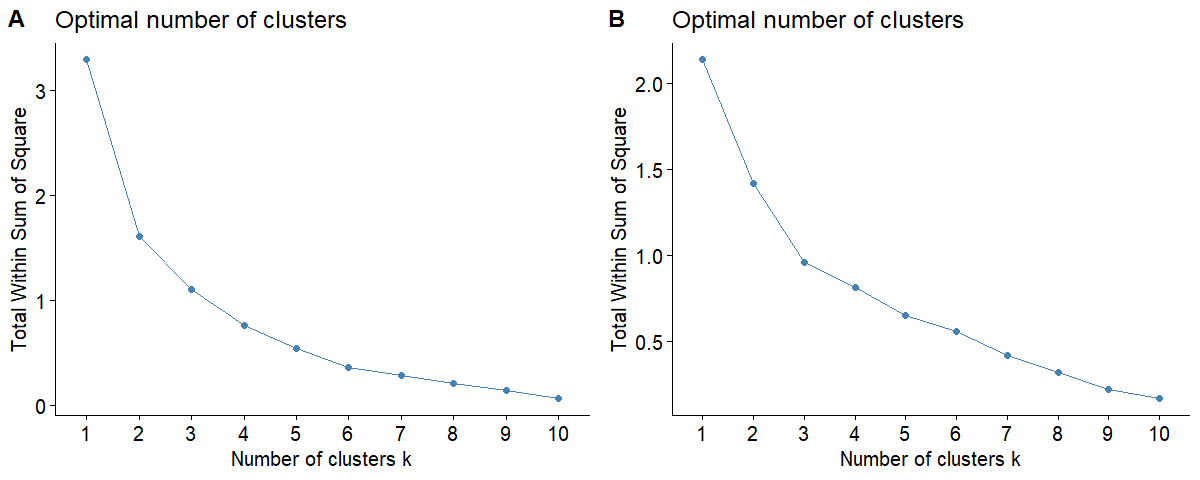 A Optimal number of clusters
Total Within Sum of Square
3
2
1
0
1 2 3 4 5 6 7 8 9 10
Number of clusters k
B Optimal number of clusters
Total Within Sum of Square
2.0
1.5
1.0
0.5
1 2 3 4 5 6 7 8 9 10
Number of clusters k